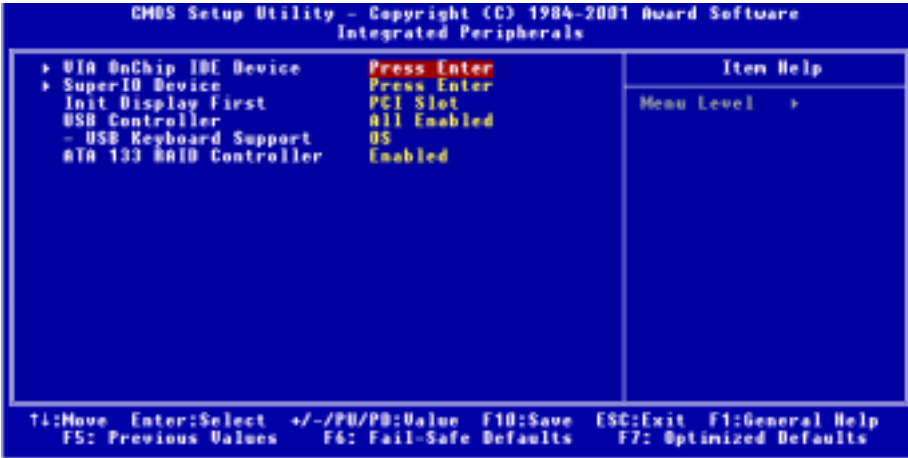 CMOS Setup Utility - Copyright (C) 1984-2001 Award Software
Integrated Peripherals
▸ VIA OnChip IDE Device Press Enter
▸ SuperIO Device Press Enter
Init Display First PCI Slot
USB Controller All Enabled
- USB Keyboard Support OS
ATA 133 RAID Controller Enabled
Item Help
Menu Level ▸
↑↓:Move Enter:Select +/-/PU/PD:Value F10:Save ESC:Exit F1:General Help
F5: Previous Values F6: Fail-Safe Defaults F7: Optimized Defaults